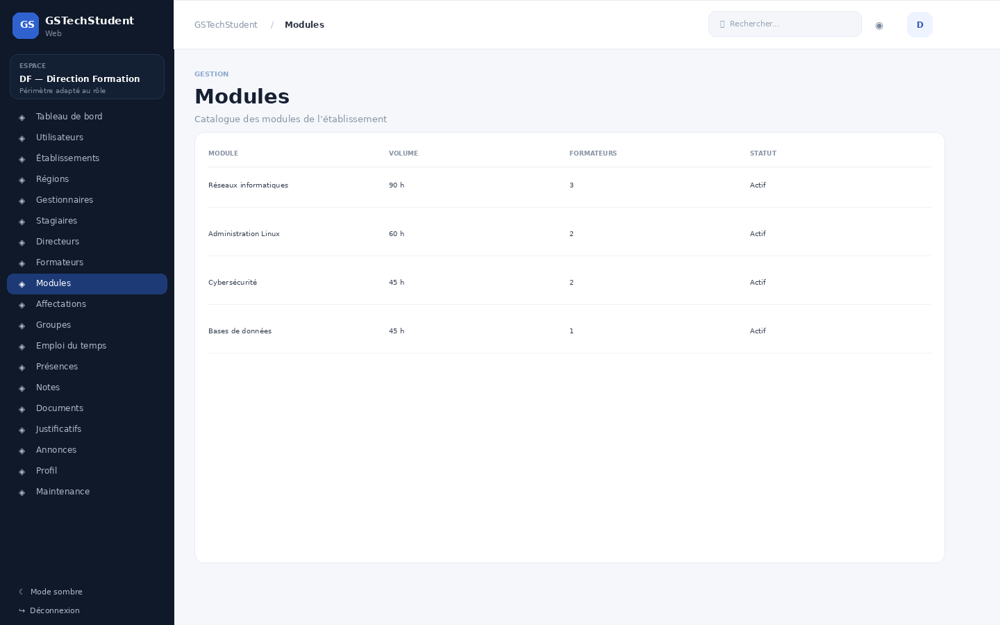 GS
GSTechStudent
Web
ESPACE
DF — Direction Formation
Périmètre adapté au rôle
Tableau de bord
Utilisateurs
Établissements
Régions
Gestionnaires
Stagiaires
Directeurs
Formateurs
Modules
Affectations
Groupes
Emploi du temps
Présences
Notes
Documents
Justificatifs
Annonces
Profil
Maintenance
Mode sombre
Déconnexion
GSTechStudent / Modules
Rechercher...
D
GESTION
Modules
Catalogue des modules de l’établissement
MODULE VOLUME FORMATEURS STATUT
Réseaux informatiques 90 h 3 Actif
Administration Linux 60 h 2 Actif
Cybersécurité 45 h 2 Actif
Bases de données 45 h 1 Actif